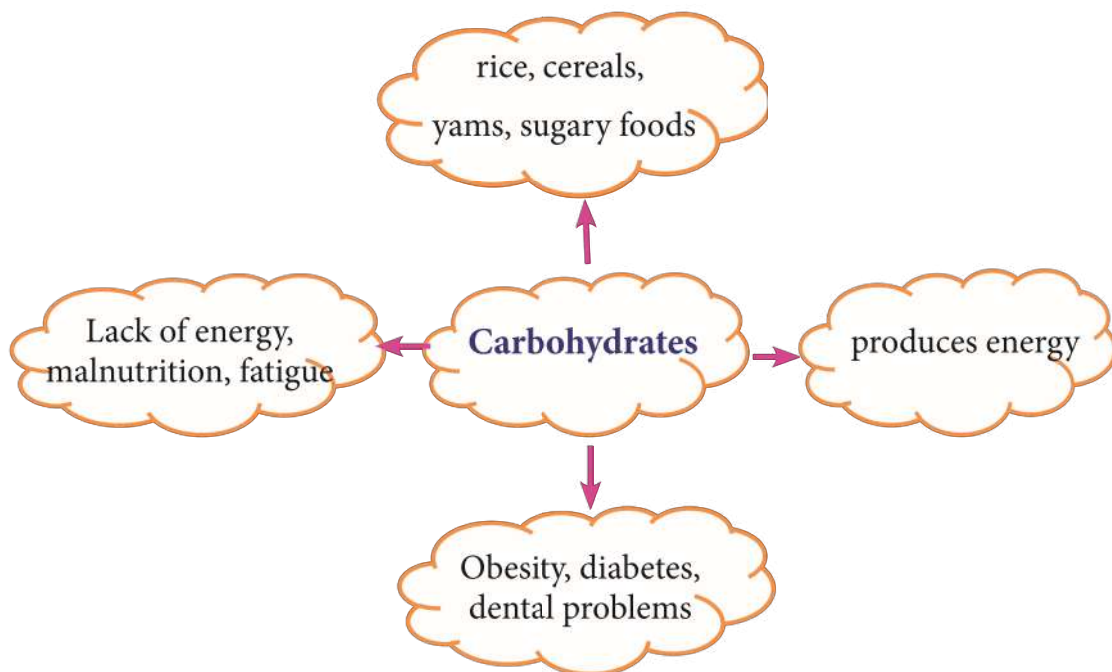 rice, cereals,
yams, sugary foods
Lack of energy,
malnutrition, fatigue
Carbohydrates
produces energy
Obesity, diabetes,
dental problems